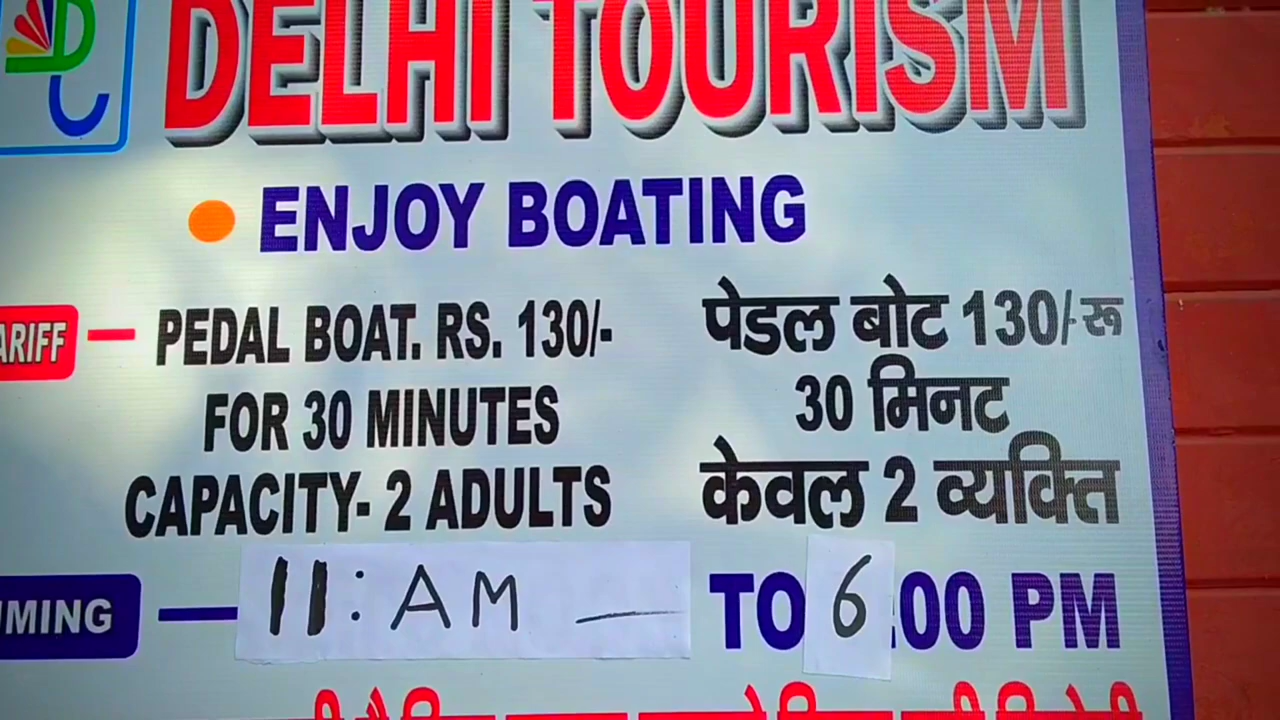 DELHI TOURISM
ENJOY BOATING
ARIFF — PEDAL BOAT. RS. 130/- पेडल बोट 130/-रू
FOR 30 MINUTES 30 मिनट
CAPACITY- 2 ADULTS केवल 2 व्यक्ति
IMING — 11:AM — TO 6:00 PM